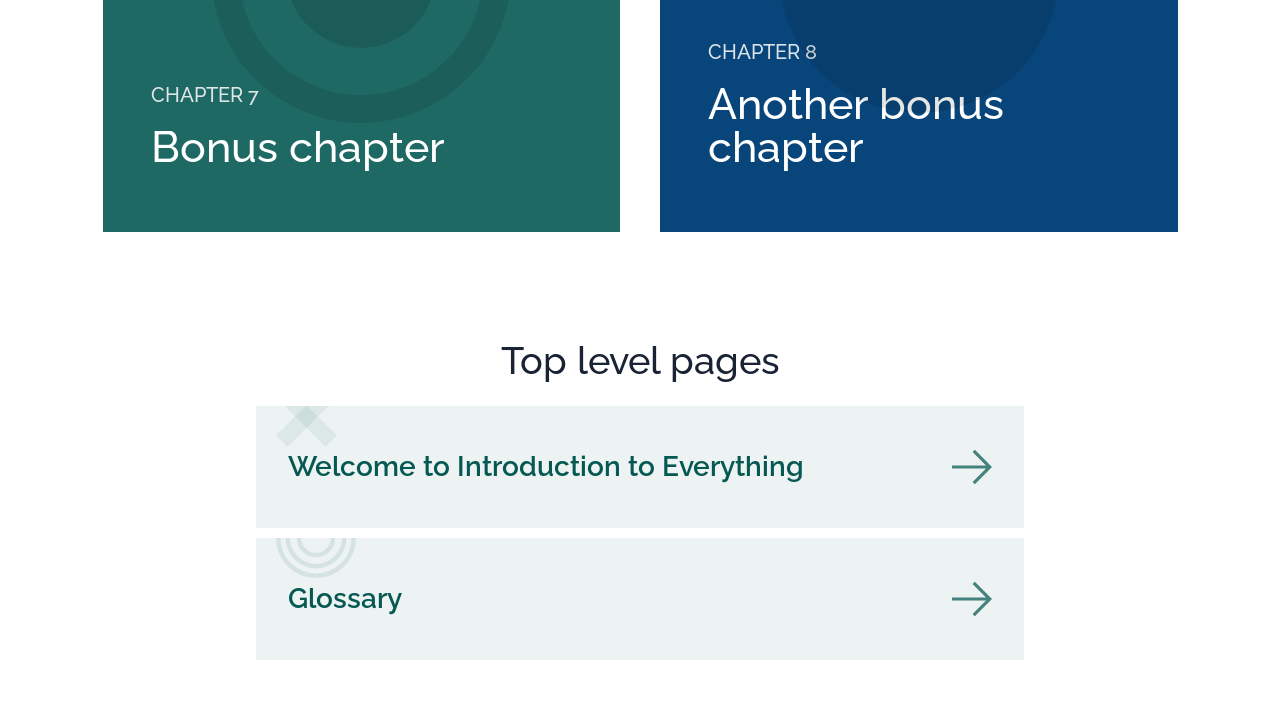 CHAPTER 7
Bonus chapter
CHAPTER 8
Another bonus
chapter
Top level pages
Welcome to Introduction to Everything
Glossary